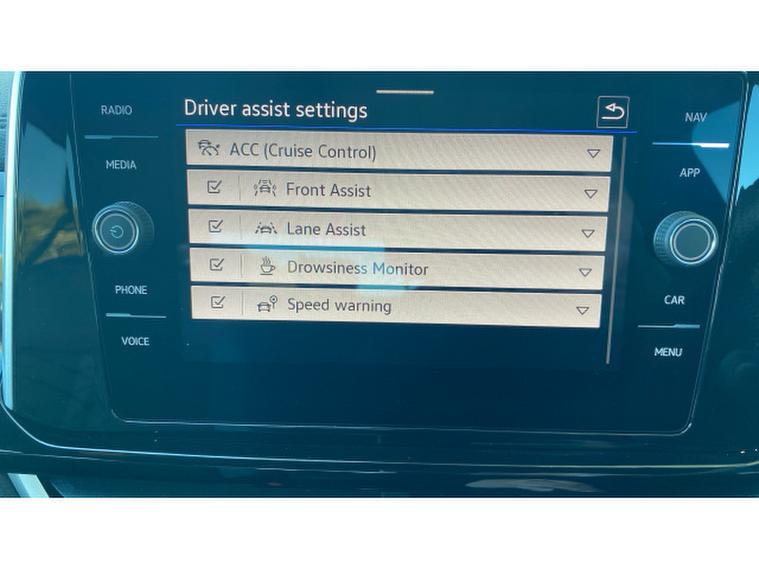 Driver assist settings
RADIO
MEDIA
PHONE
VOICE
ACC (Cruise Control)
Front Assist
Lane Assist
Drowsiness Monitor
Speed warning
NAV
APP
CAR
MENU